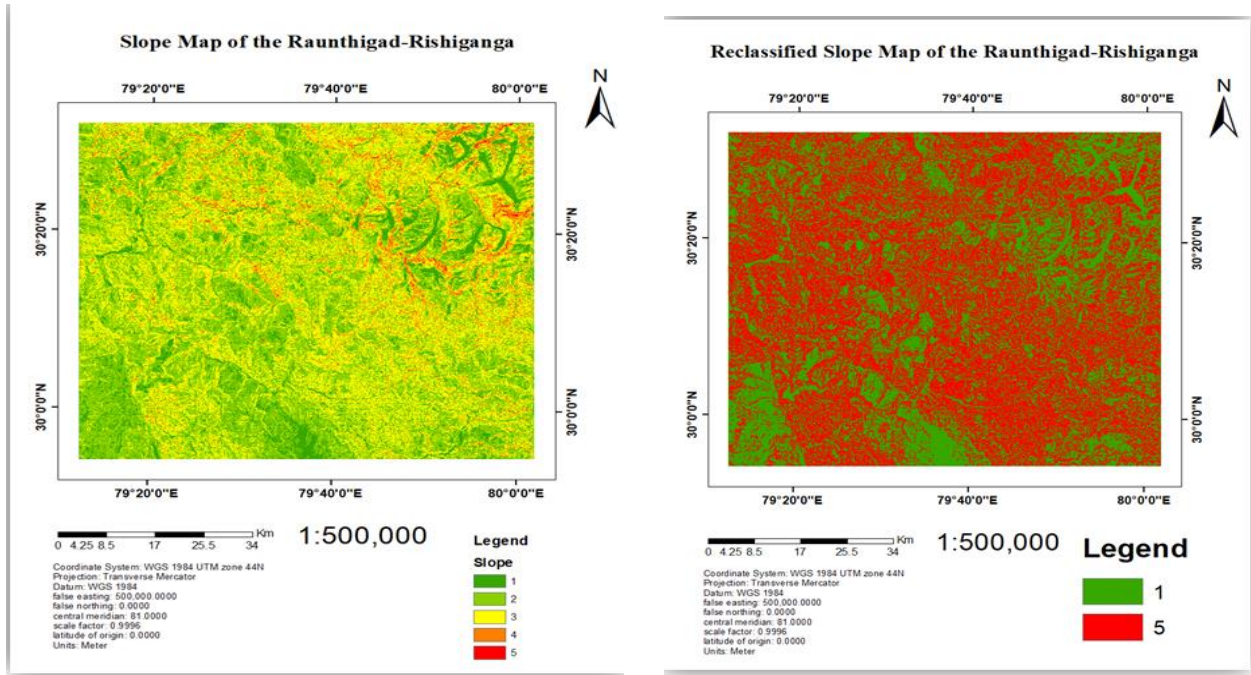 Slope Map of the Raunthigad-Rishiganga
N
79°20'0"E 79°40'0"E 80°0'0"E
30°20'0"N 30°20'0"N
30°0'0"N 30°0'0"N
79°20'0"E 79°40'0"E 80°0'0"E
Km
0 4.25 8.5 17 25.5 34
1:500,000
Coordinate System: WGS 1984 UTM zone 44N
Projection: Transverse Mercator
Datum: WGS 1984
false easting: 500,000.0000
false northing: 0.0000
central meridian: 81.0000
scale factor: 0.9996
latitude of origin: 0.0000
Units: Meter
Legend
Slope
1
2
3
4
5
Reclassified Slope Map of the Raunthigad-Rishiganga
N
79°20'0"E 79°40'0"E 80°0'0"E
30°20'0"N 30°20'0"N
30°0'0"N 30°0'0"N
79°20'0"E 79°40'0"E 80°0'0"E
Km
0 4.25 8.5 17 25.5 34
1:500,000
Coordinate System: WGS 1984 UTM zone 44N
Projection: Transverse Mercator
Datum: WGS 1984
false easting: 500,000.0000
false northing: 0.0000
central meridian: 81.0000
scale factor: 0.9996
latitude of origin: 0.0000
Units: Meter
Legend
1
5